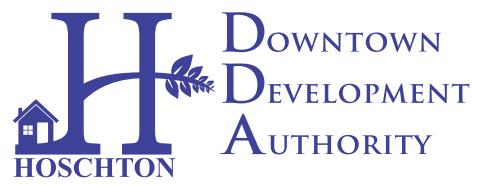 H
HOSCHTON
DOWNTOWN
DEVELOPMENT
AUTHORITY